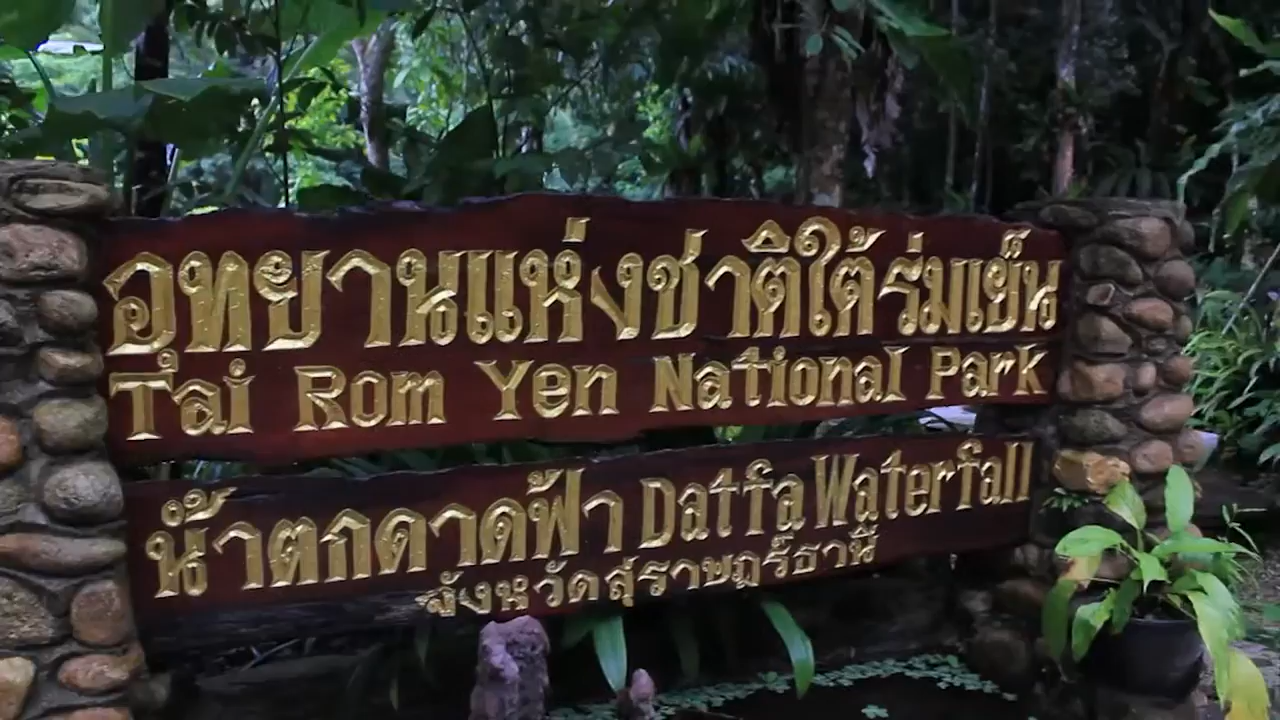 อุทยานแห่งชาติใต้ร่มเย็น
Tai Rom Yen National Park
น้ำตกดาดฟ้า Datfa Waterfall
จังหวัดสุราษฎร์ธานี